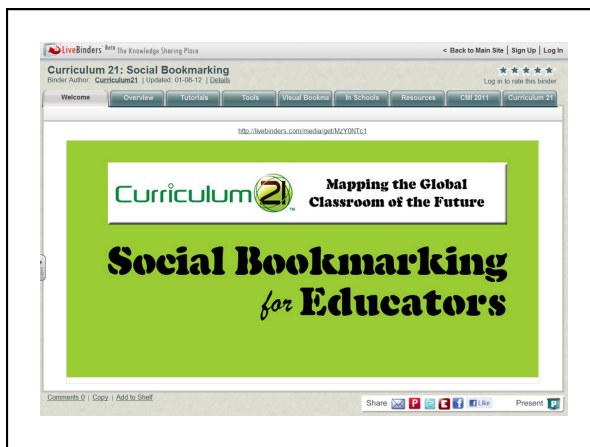 LiveBinders Beta The Knowledge Sharing Place
< Back to Main Site | Sign Up | Log In
Curriculum 21: Social Bookmarking
Binder Author: Curriculum21 | Updated: 01-08-12 | Details
Log in to rate this binder
Welcome Overview Tutorials Tools Visual Bookma In Schools Resources CMI 2011 Curriculum 21
http://livebinders.com/media/get/MzY0NTc1
Curriculum 21 ™
Mapping the Global
Classroom of the Future
Social Bookmarking
for Educators
Comments 0 | Copy | Add to Shelf
Share Like Present